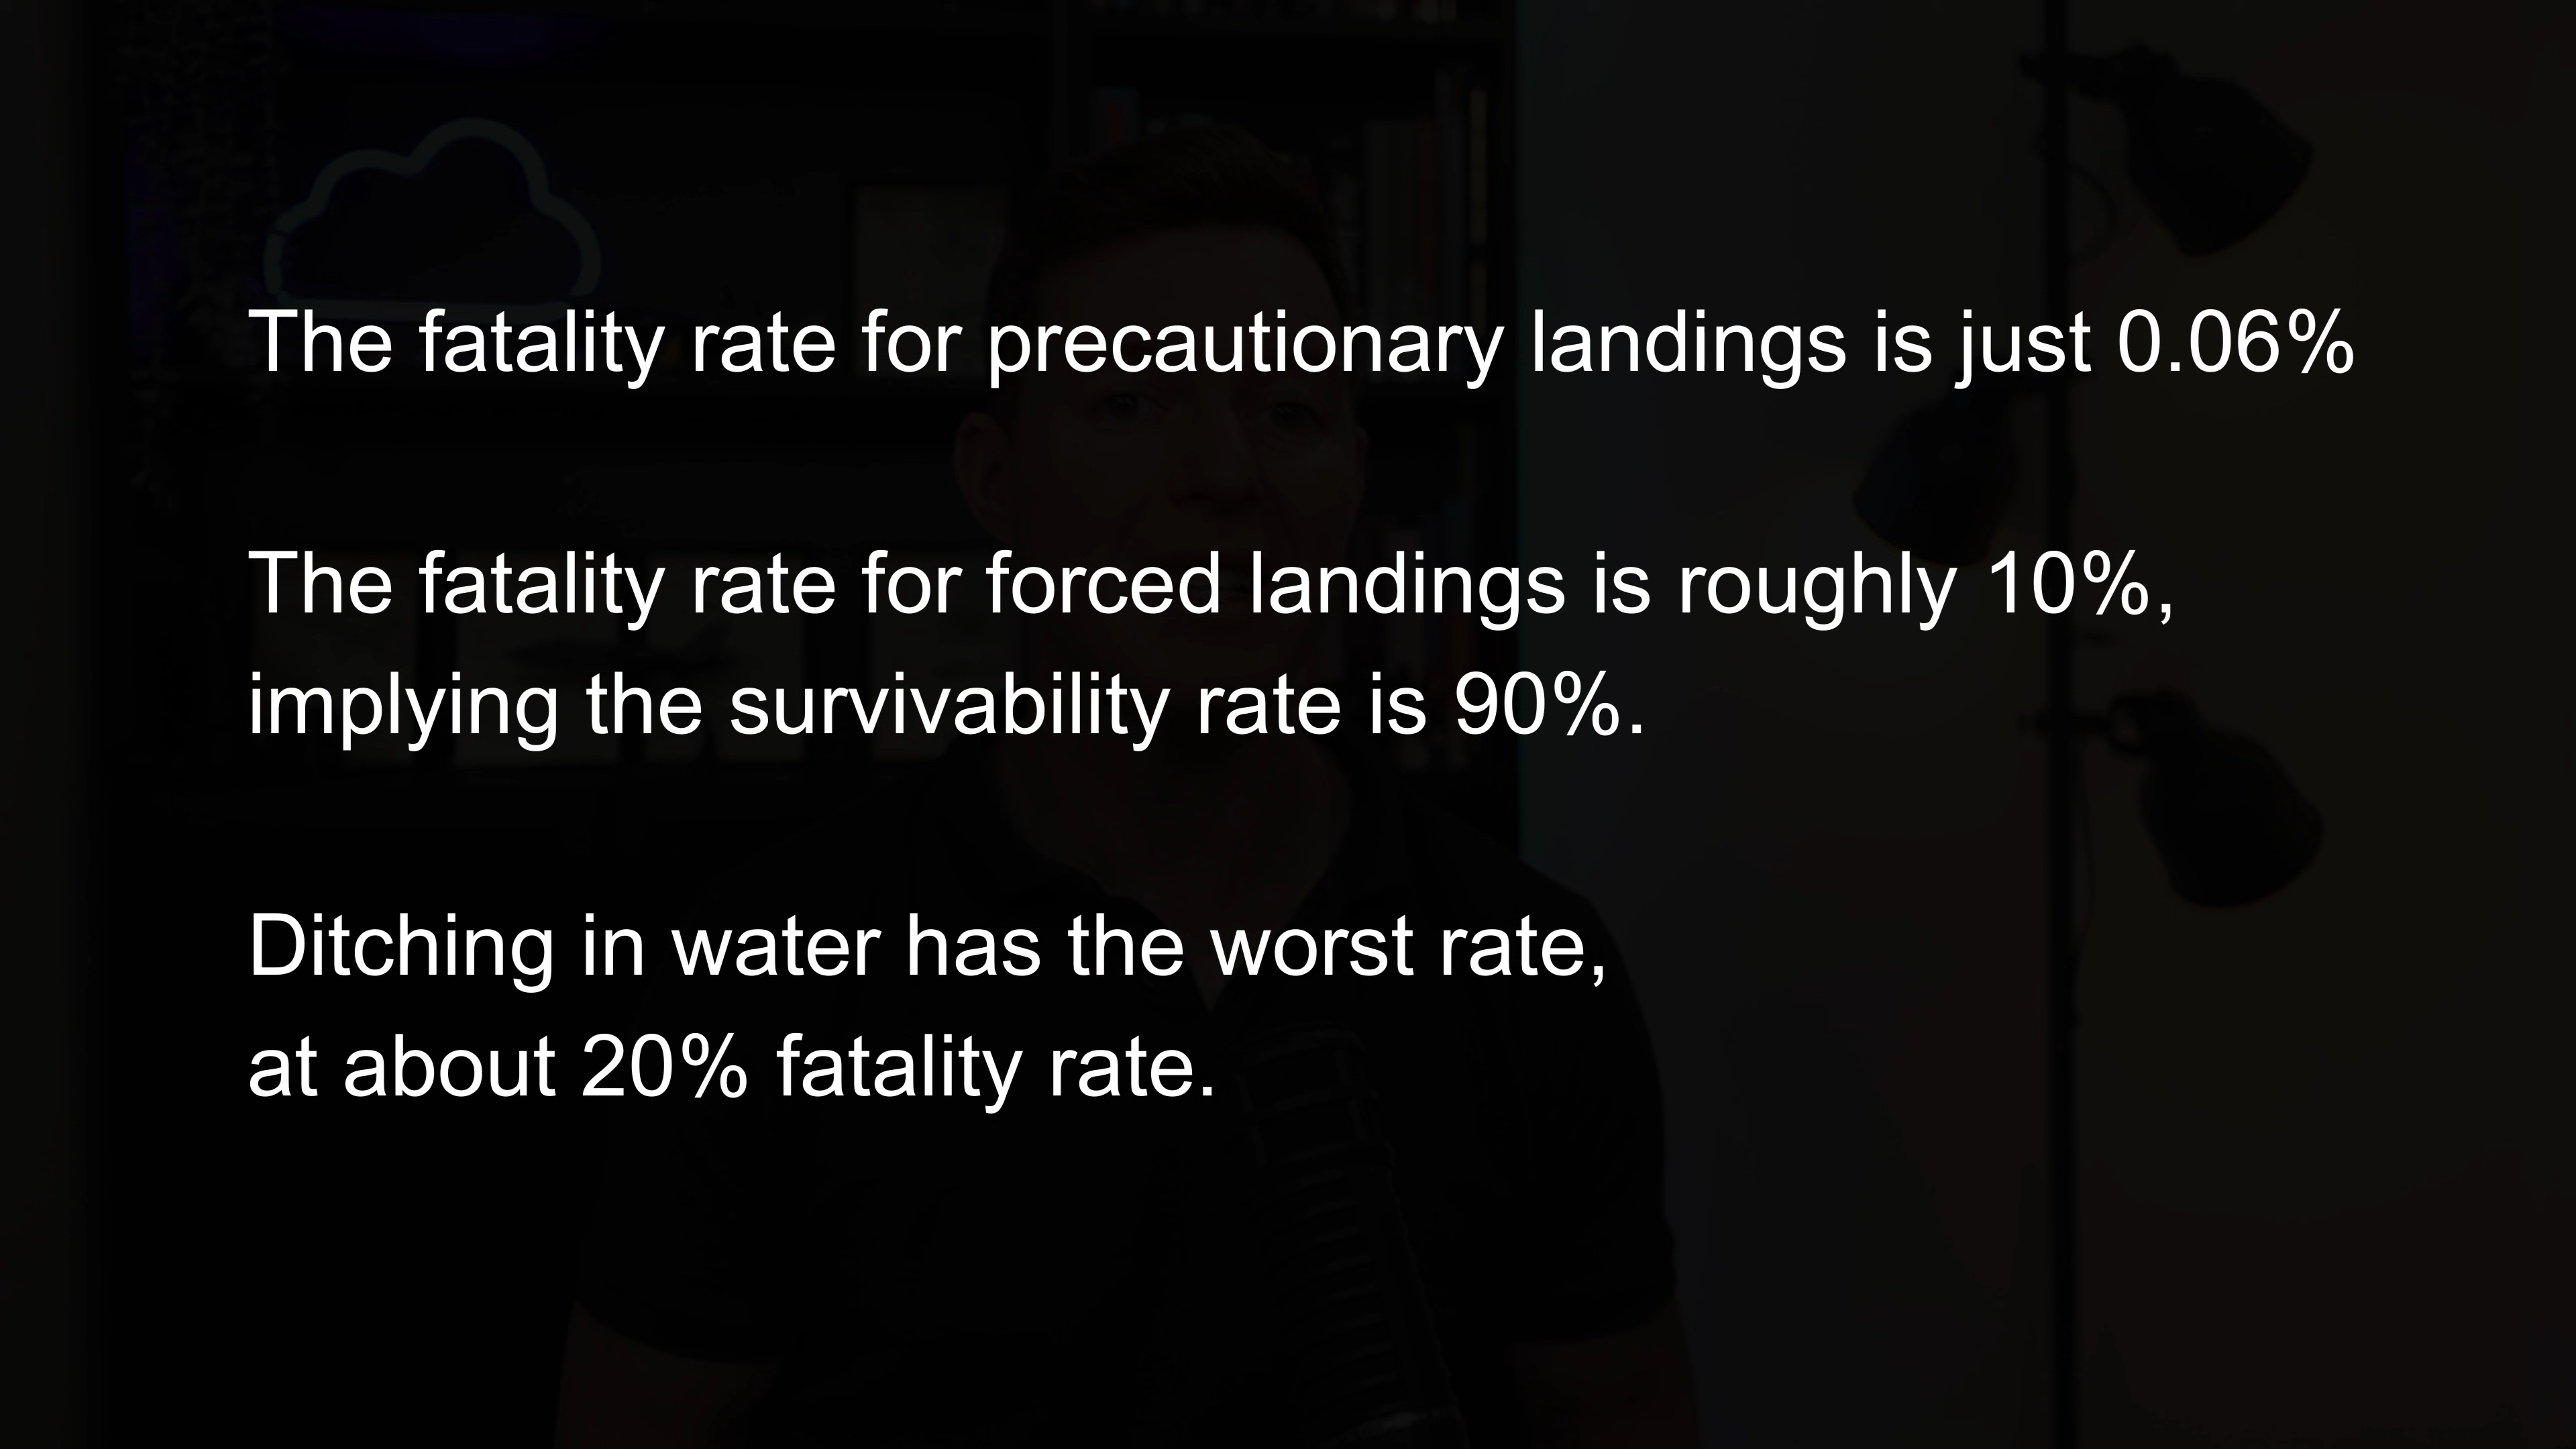 The fatality rate for precautionary landings is just 0.06%
The fatality rate for forced landings is roughly 10%,
implying the survivability rate is 90%.
Ditching in water has the worst rate,
at about 20% fatality rate.